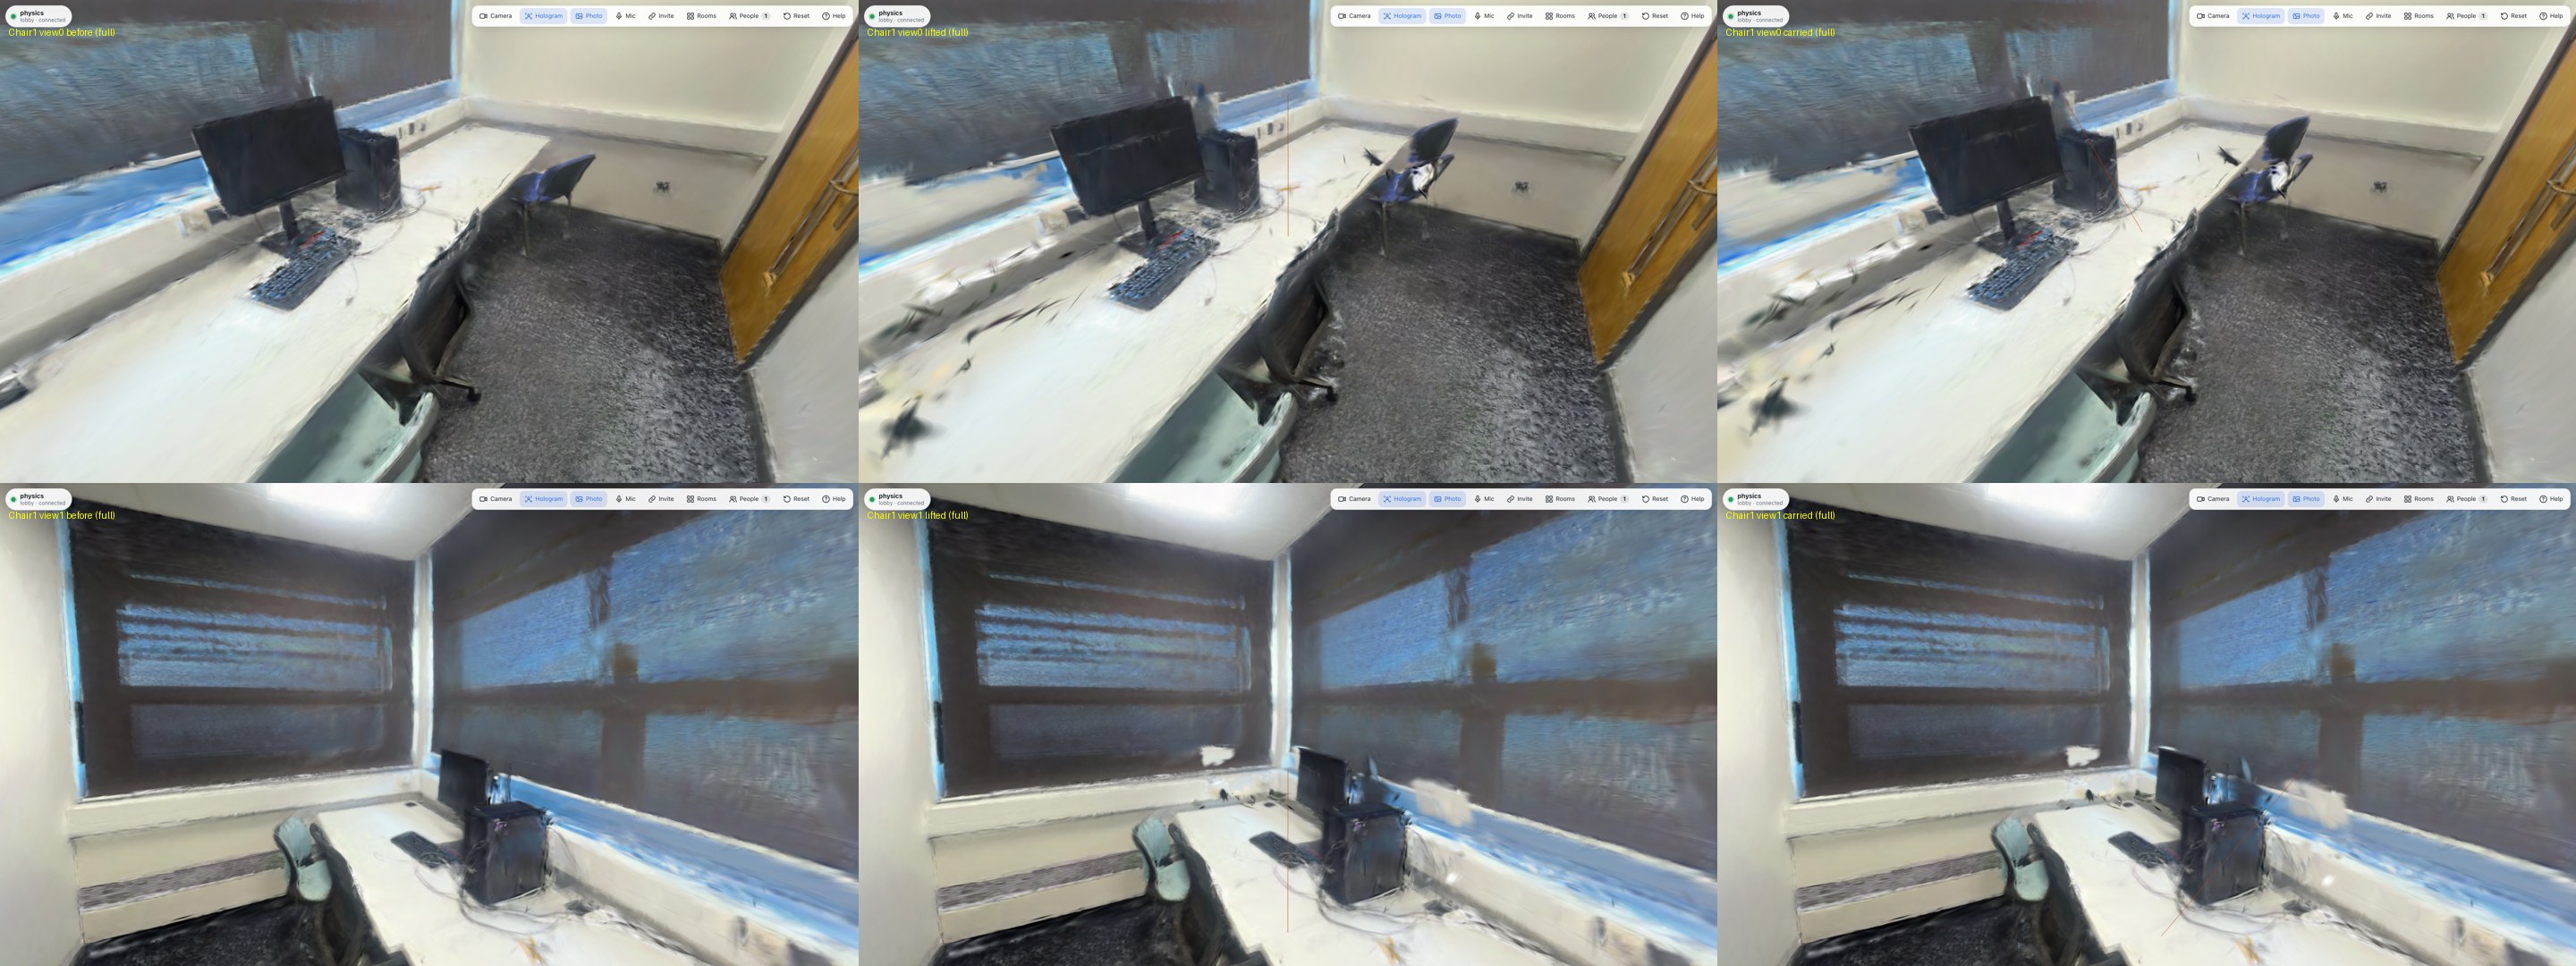 physics
lobby · connected
Camera Hologram Photo Mic Invite Rooms People 1 Reset Help
Chair1 view0 before (full)
physics
lobby · connected
Camera Hologram Photo Mic Invite Rooms People 1 Reset Help
Chair1 view0 lifted (full)
physics
lobby · connected
Camera Hologram Photo Mic Invite Rooms People 1 Reset Help
Chair1 view0 carried (full)
physics
lobby · connected
Camera Hologram Photo Mic Invite Rooms People 1 Reset Help
Chair1 view1 before (full)
physics
lobby · connected
Camera Hologram Photo Mic Invite Rooms People 1 Reset Help
Chair1 view1 lifted (full)
physics
lobby · connected
Camera Hologram Photo Mic Invite Rooms People 1 Reset Help
Chair1 view1 carried (full)